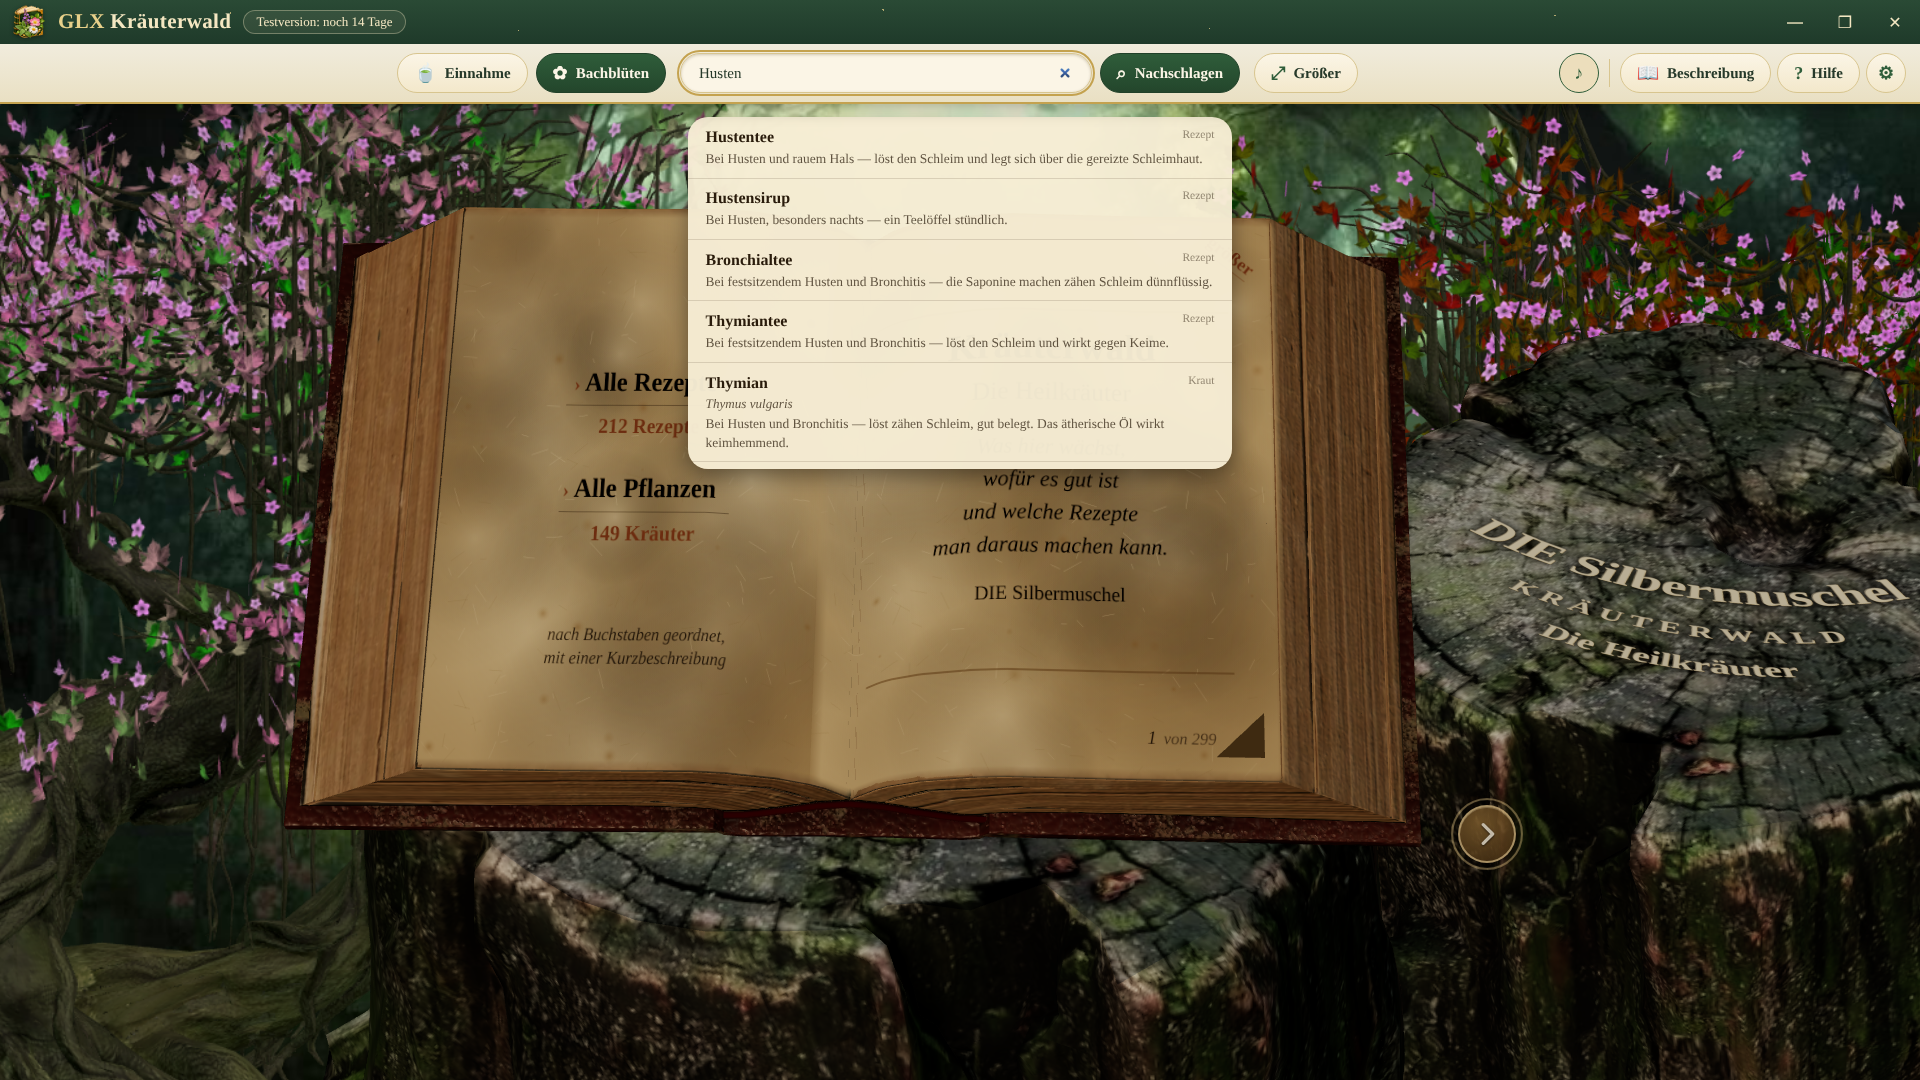 GLX Kräuterwald
Testversion: noch 14 Tage
Einnahme
Bachblüten
Husten
Nachschlagen
Größer
Beschreibung
? Hilfe
Hustentee
Rezept
Bei Husten und rauem Hals — löst den Schleim und legt sich über die gereizte Schleimhaut.
Hustensirup
Rezept
Bei Husten, besonders nachts — ein Teelöffel stündlich.
Bronchialtee
Rezept
Bei festsitzendem Husten und Bronchitis — die Saponine machen zähen Schleim dünnflüssig.
Thymiantee
Rezept
Bei festsitzendem Husten und Bronchitis — löst den Schleim und wirkt gegen Keime.
Thymian
Kraut
Thymus vulgaris
Bei Husten und Bronchitis — löst zähen Schleim, gut belegt. Das ätherische Öl wirkt
keimhemmend.
› Alle Rezep
212 Rezept
› Alle Pflanzen
149 Kräuter
nach Buchstaben geordnet,
mit einer Kurzbeschreibung
Kräuterwald
Die Heilkräuter
wofür es gut ist
und welche Rezepte
man daraus machen kann.
DIE Silbermuschel
1 von 299
DIE Silbermuschel
KRÄUTERWALD
Die Heilkräuter